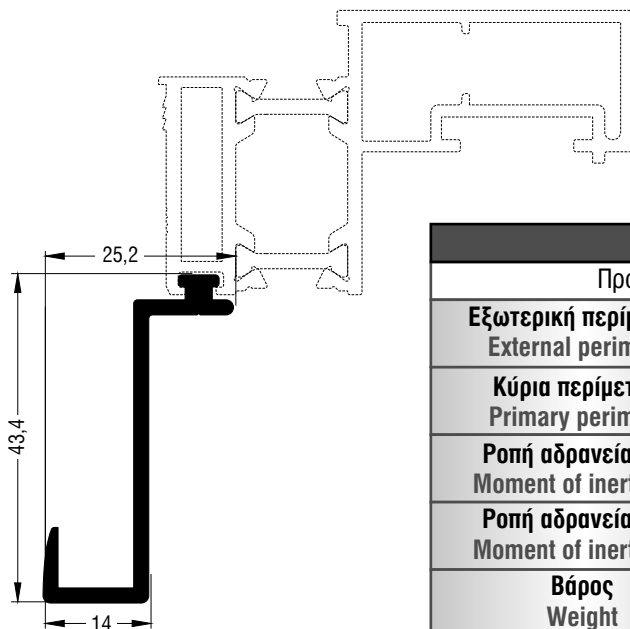 25,2
43,4
14
Προ
Εξωτερική περίμ
External perim
Κύρια περίμετ
Primary perim
Ροπή αδρανεία
Moment of inert
Ροπή αδρανεία
Moment of inert
Βάρος
Weight